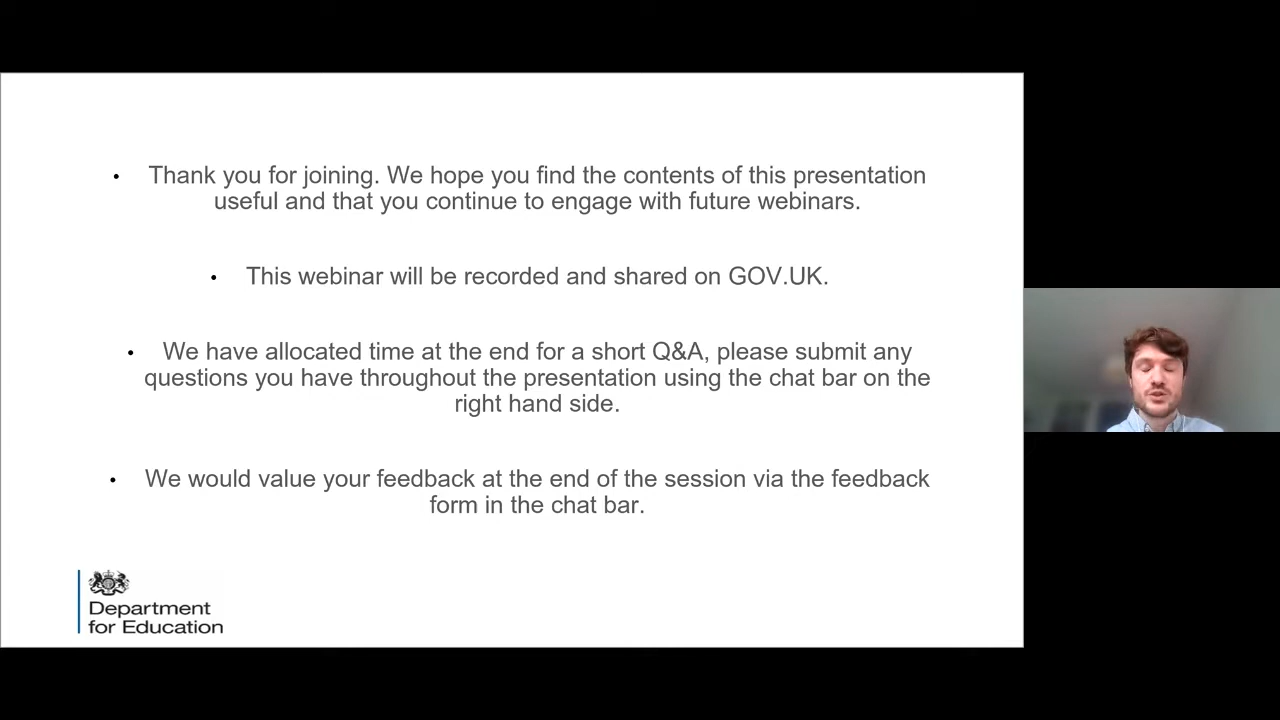 • Thank you for joining. We hope you find the contents of this presentation
useful and that you continue to engage with future webinars.
• This webinar will be recorded and shared on GOV.UK.
• We have allocated time at the end for a short Q&A, please submit any
questions you have throughout the presentation using the chat bar on the
right hand side.
• We would value your feedback at the end of the session via the feedback
form in the chat bar.
Department
for Education